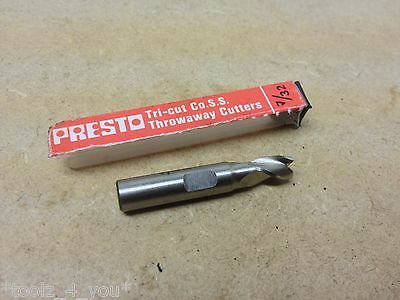 PRESTO
Tri-cut Co.S.S.
Throwaway Cutters
7/32
*toolz_4_you*